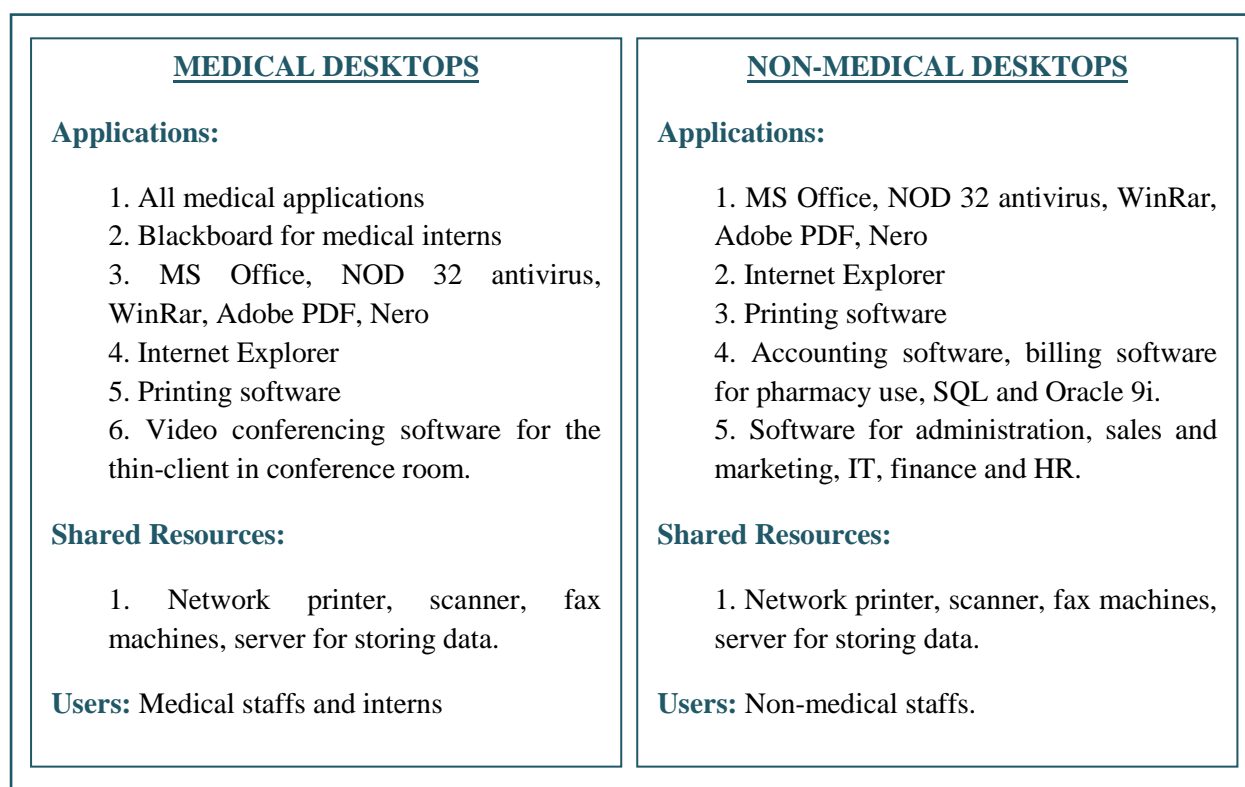 MEDICAL DESKTOPS
Applications:
1. All medical applications
2. Blackboard for medical interns
3. MS Office, NOD 32 antivirus,
WinRar, Adobe PDF, Nero
4. Internet Explorer
5. Printing software
6. Video conferencing software for the
thin-client in conference room.
Shared Resources:
1. Network printer, scanner, fax
machines, server for storing data.
Users: Medical staffs and interns
NON-MEDICAL DESKTOPS
Applications:
1. MS Office, NOD 32 antivirus, WinRar,
Adobe PDF, Nero
2. Internet Explorer
3. Printing software
4. Accounting software, billing software
for pharmacy use, SQL and Oracle 9i.
5. Software for administration, sales and
marketing, IT, finance and HR.
Shared Resources:
1. Network printer, scanner, fax machines,
server for storing data.
Users: Non-medical staffs.